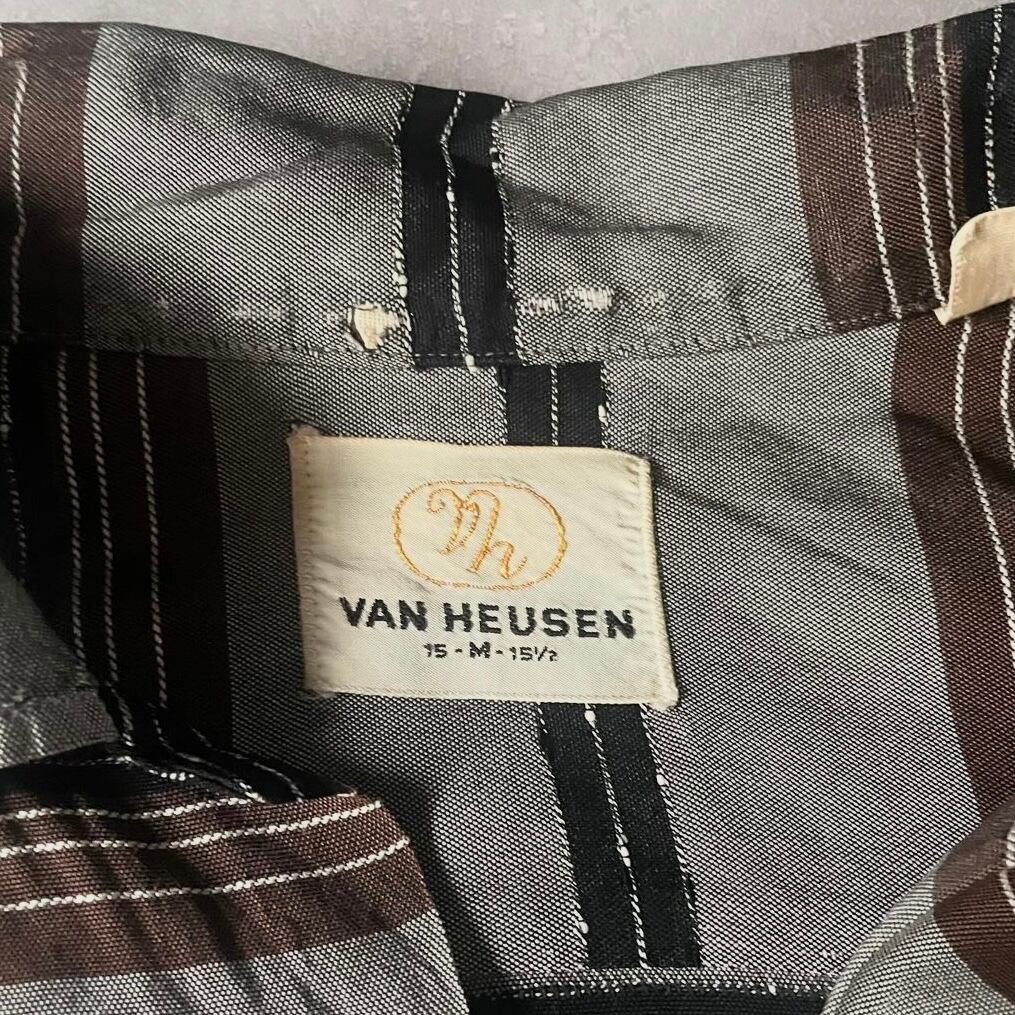 Vh
VAN HEUSEN
15 - M - 15½